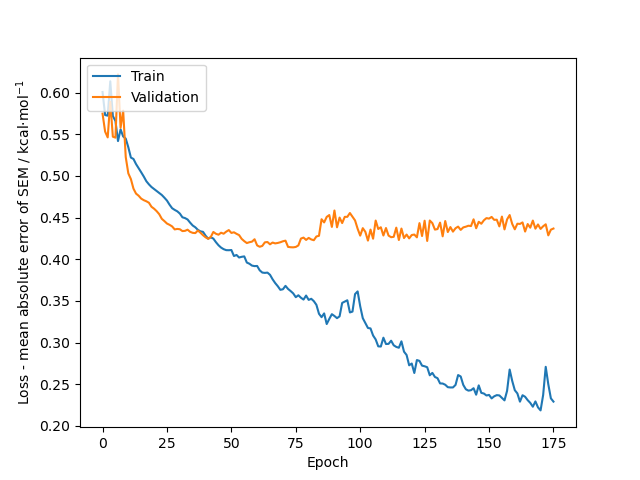 Train
Validation
0.60
0.55
0.50
0.45
0.40
0.35
0.30
0.25
0.20
Loss - mean absolute error of SEM / kcal·mol⁻¹
0 25 50 75 100 125 150 175
Epoch